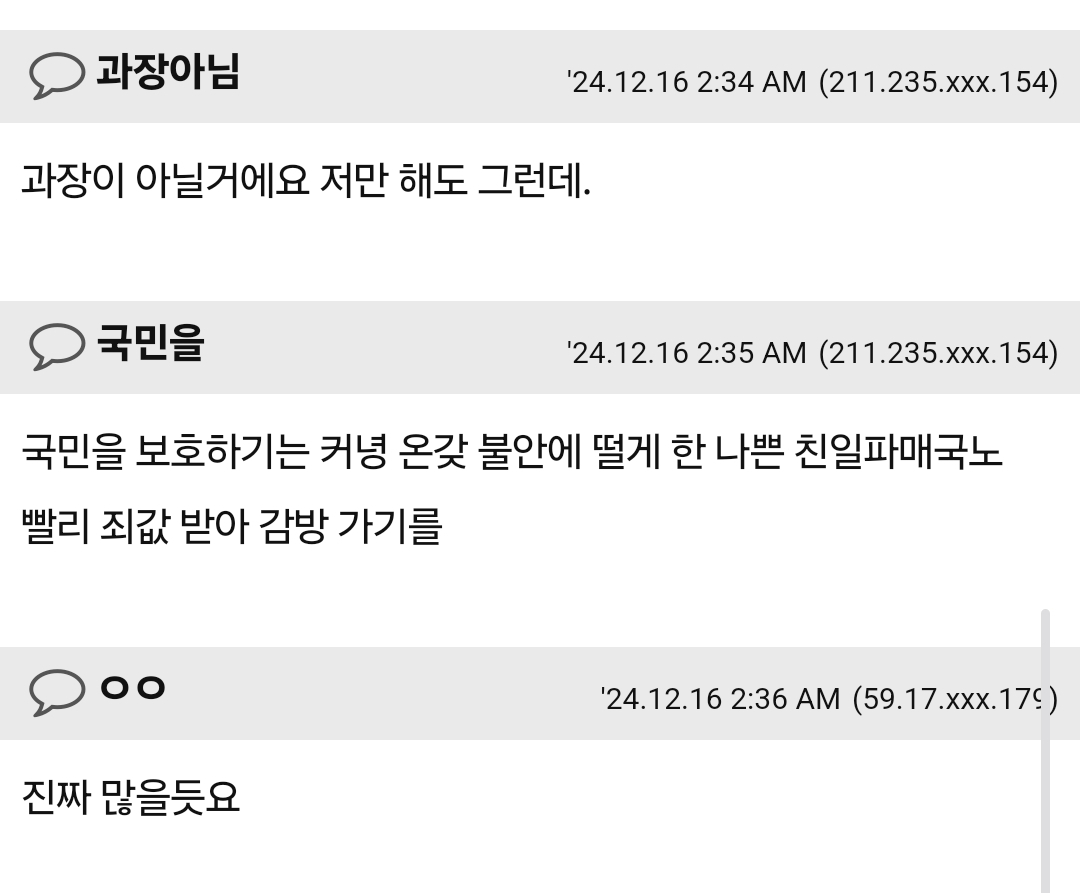 과장아님 '24.12.16 2:34 AM (211.235.xxx.154)
과장이 아닐거에요 저만 해도 그런데.
국민을 '24.12.16 2:35 AM (211.235.xxx.154)
국민을 보호하기는 커녕 온갖 불안에 떨게 한 나쁜 친일파매국노
빨리 죄값 받아 감방 가기를
ㅇㅇ '24.12.16 2:36 AM (59.17.xxx.179)
진짜 많을듯요